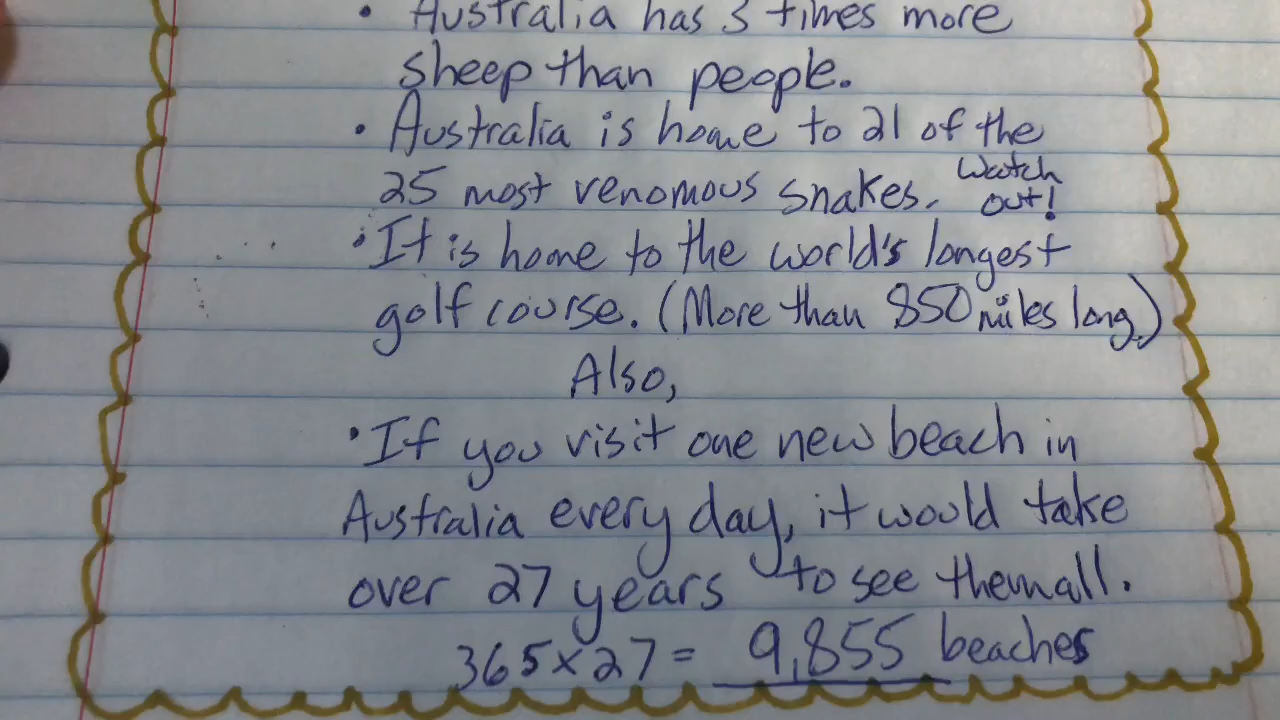 • Australia has 3 times more
sheep than people.
• Australia is home to 21 of the
25 most venomous snakes. Watch out!
• It is home to the world's longest
golf course. (More than 850 miles long.)
Also,
• If you visit one new beach in
Australia every day, it would take
over 27 years to see them all.
365 x 27 = 9,855 beaches